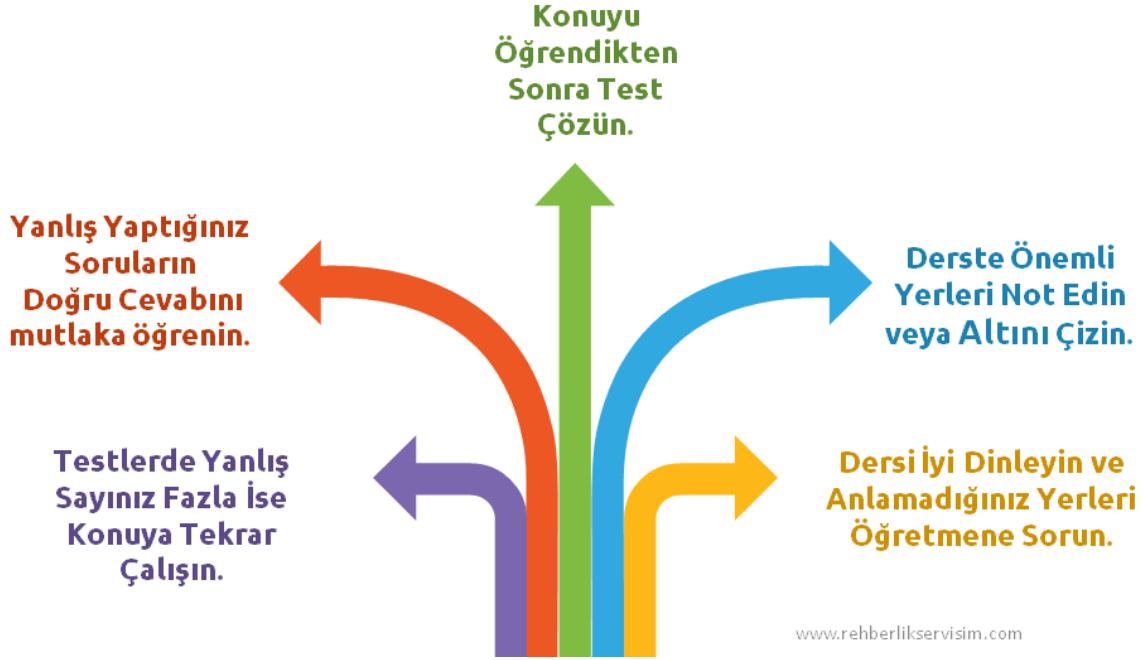 Konuyu
Öğrendikten
Sonra Test
Çözün.
Yanlış Yaptığınız
Soruların
Doğru Cevabını
mutlaka öğrenin.
Derste Önemli
Yerleri Not Edin
veya Altını Çizin.
Testlerde Yanlış
Sayınız Fazla İse
Konuya Tekrar
Çalışın.
Dersi İyi Dinleyin ve
Anlamadığınız Yerleri
Öğretmene Sorun.
www.rehberlikservisim.com